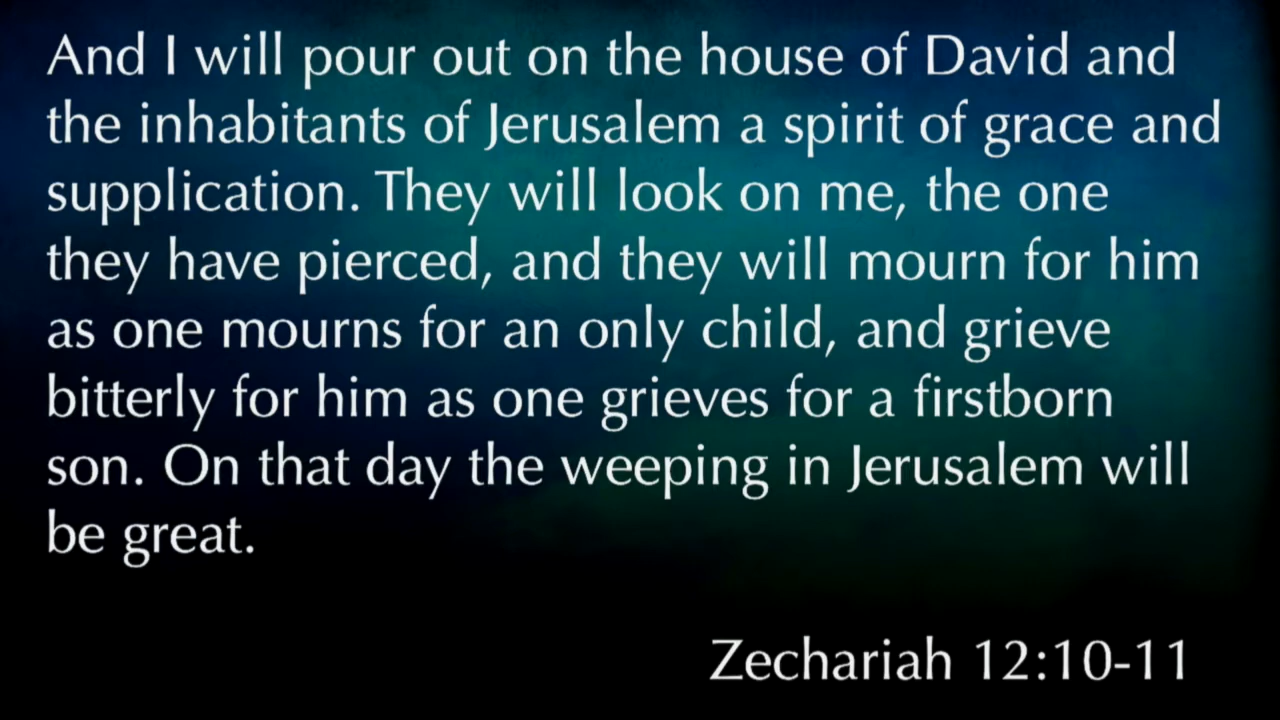 And I will pour out on the house of David and
the inhabitants of Jerusalem a spirit of grace and
supplication. They will look on me, the one
they have pierced, and they will mourn for him
as one mourns for an only child, and grieve
bitterly for him as one grieves for a firstborn
son. On that day the weeping in Jerusalem will
be great.
Zechariah 12:10-11